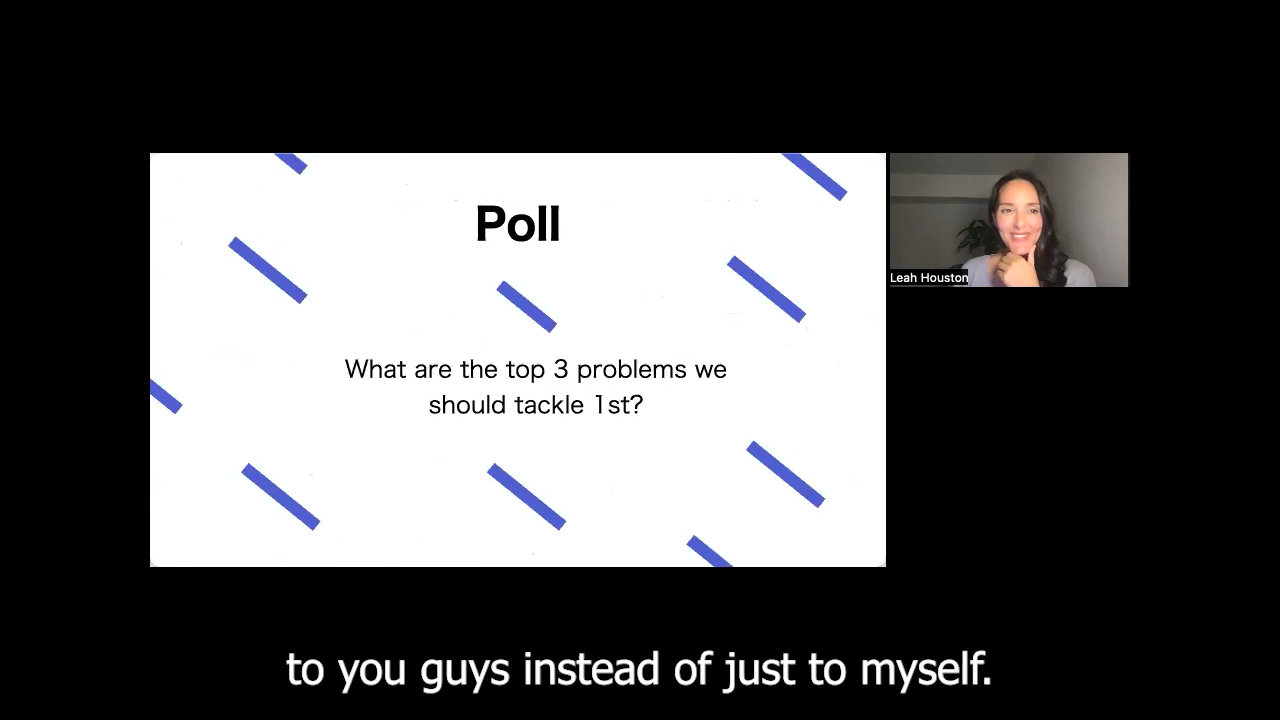 Poll
What are the top 3 problems we
should tackle 1st?
Leah Houston
to you guys instead of just to myself.